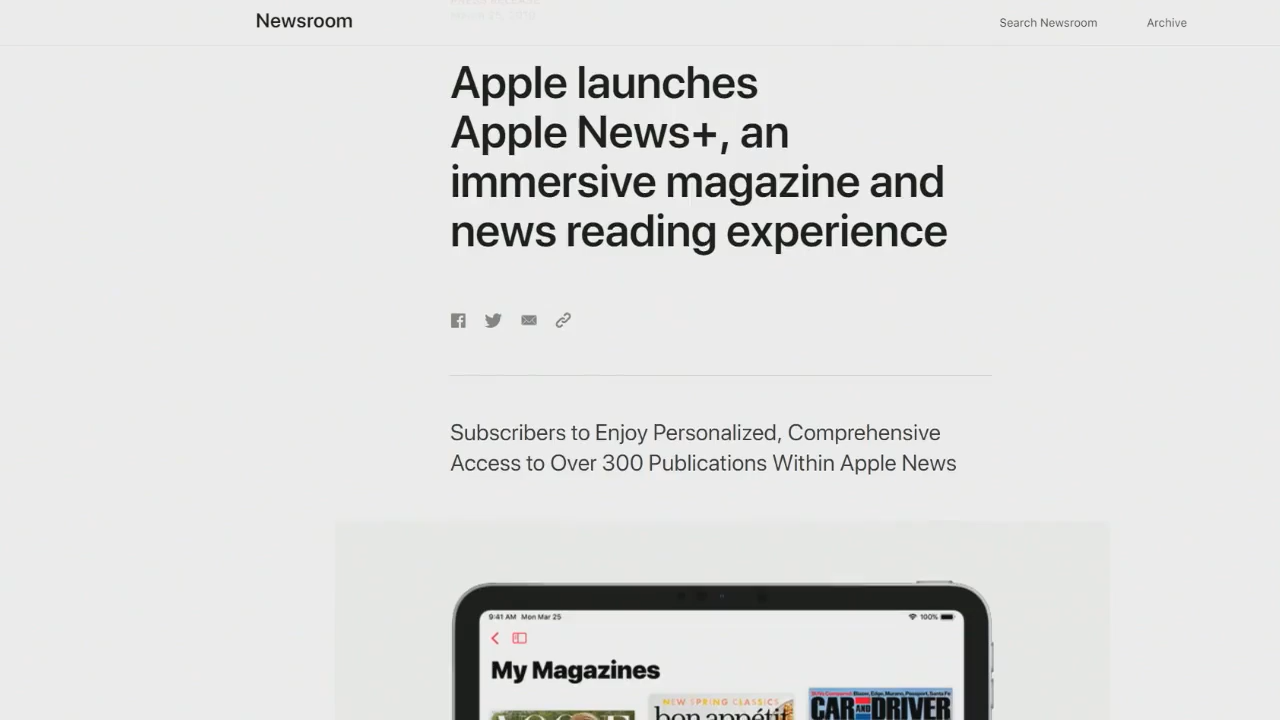 Newsroom
Search Newsroom
Archive
Apple launches
Apple News+, an
immersive magazine and
news reading experience
Subscribers to Enjoy Personalized, Comprehensive
Access to Over 300 Publications Within Apple News
9:41 AM Mon Mar 25
100%
My Magazines
NEW SPRING CLASSICS
bon appétit
CAR AND DRIVER